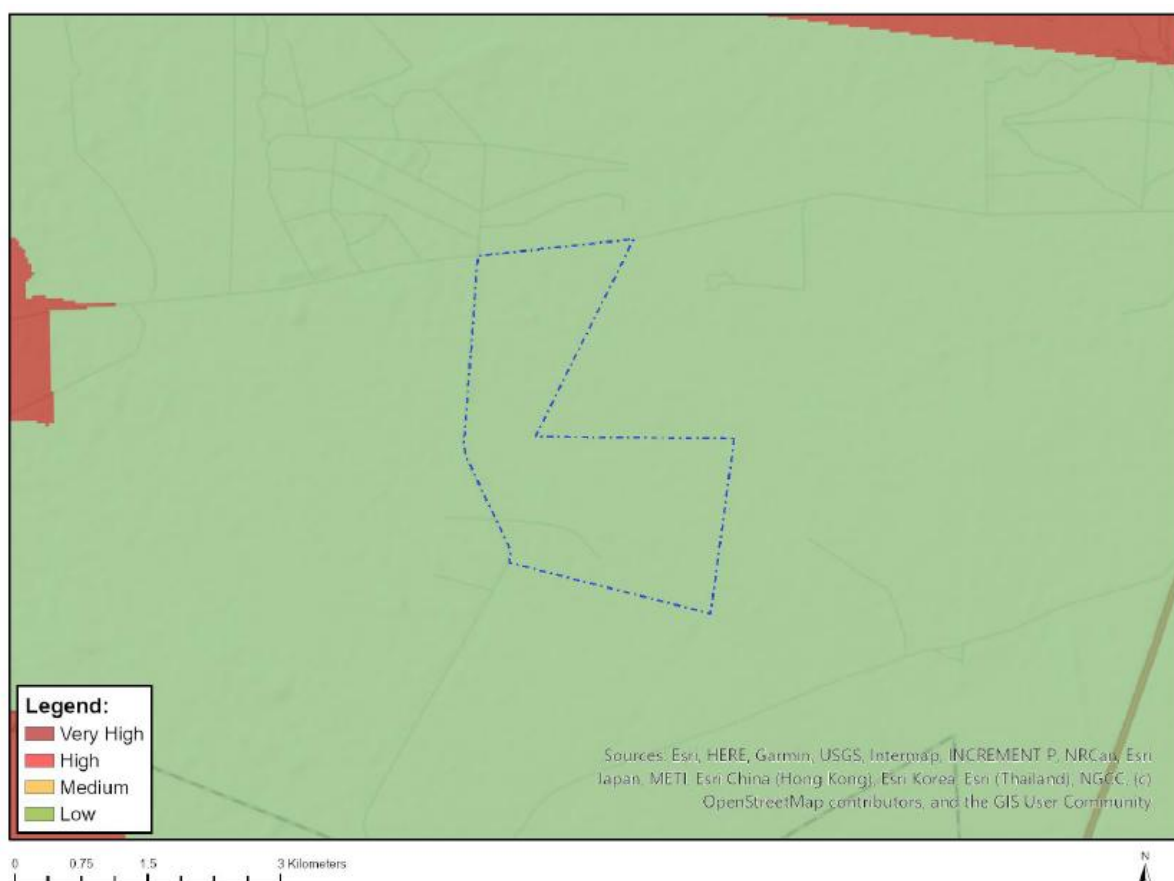 Legend:
Very High
High
Medium
Low
Sources: Esri, HERE, Garmin, USGS, Intermap, INCREMENT P, NRCan, Esri
Japan, METI, Esri China (Hong Kong), Esri Korea, Esri (Thailand), NGCC, (c)
OpenStreetMap contributors, and the GIS User Community
0 0.75 1.5 3 Kilometers
N